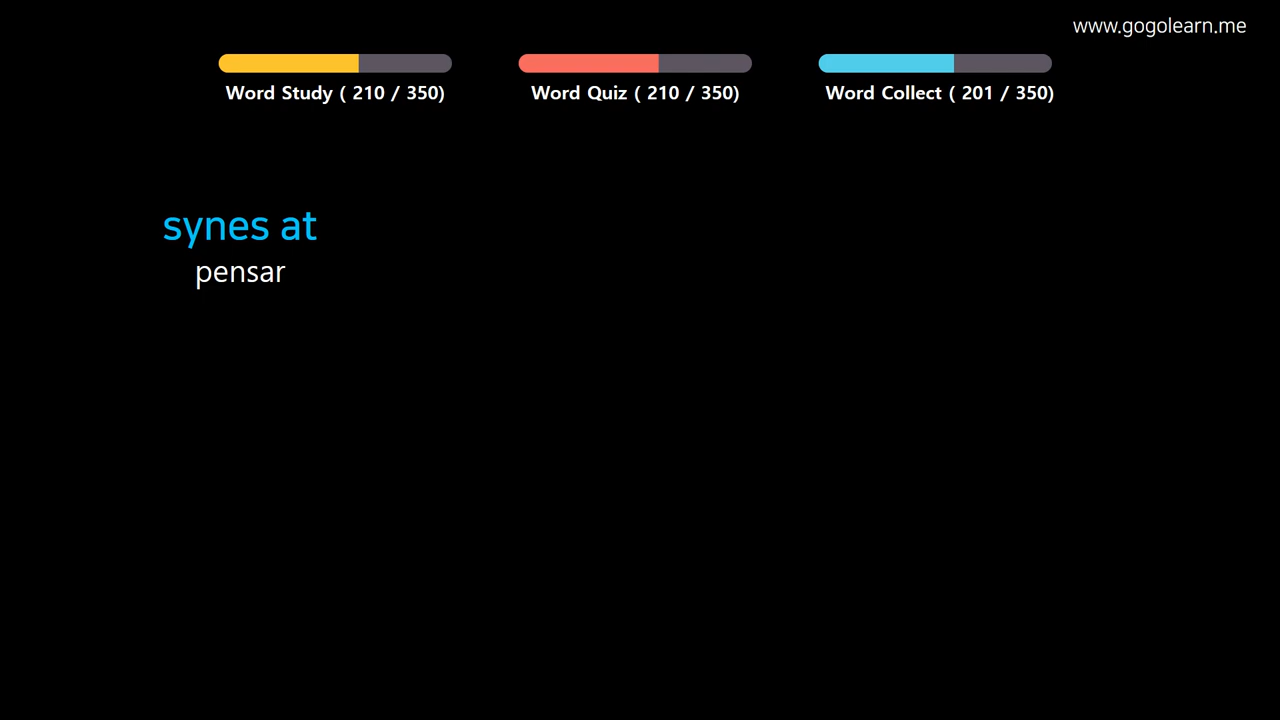 www.gogolearn.me
Word Study ( 210 / 350)
Word Quiz ( 210 / 350)
Word Collect ( 201 / 350)
synes at
pensar